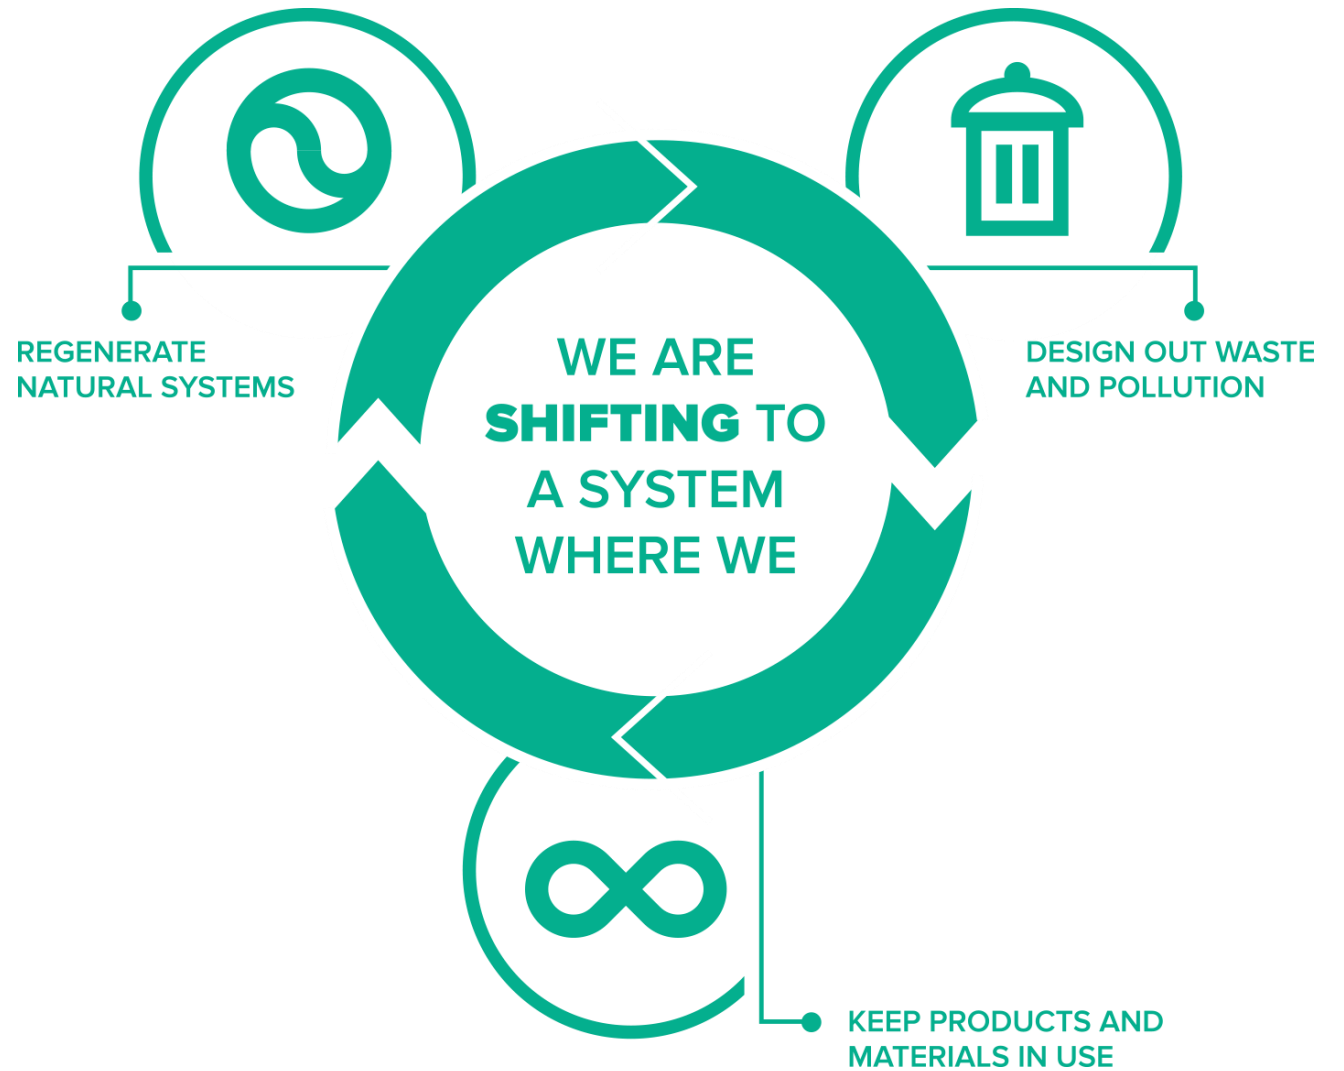 WE ARE
SHIFTING TO
A SYSTEM
WHERE WE
REGENERATE
NATURAL SYSTEMS
DESIGN OUT WASTE
AND POLLUTION
KEEP PRODUCTS AND
MATERIALS IN USE